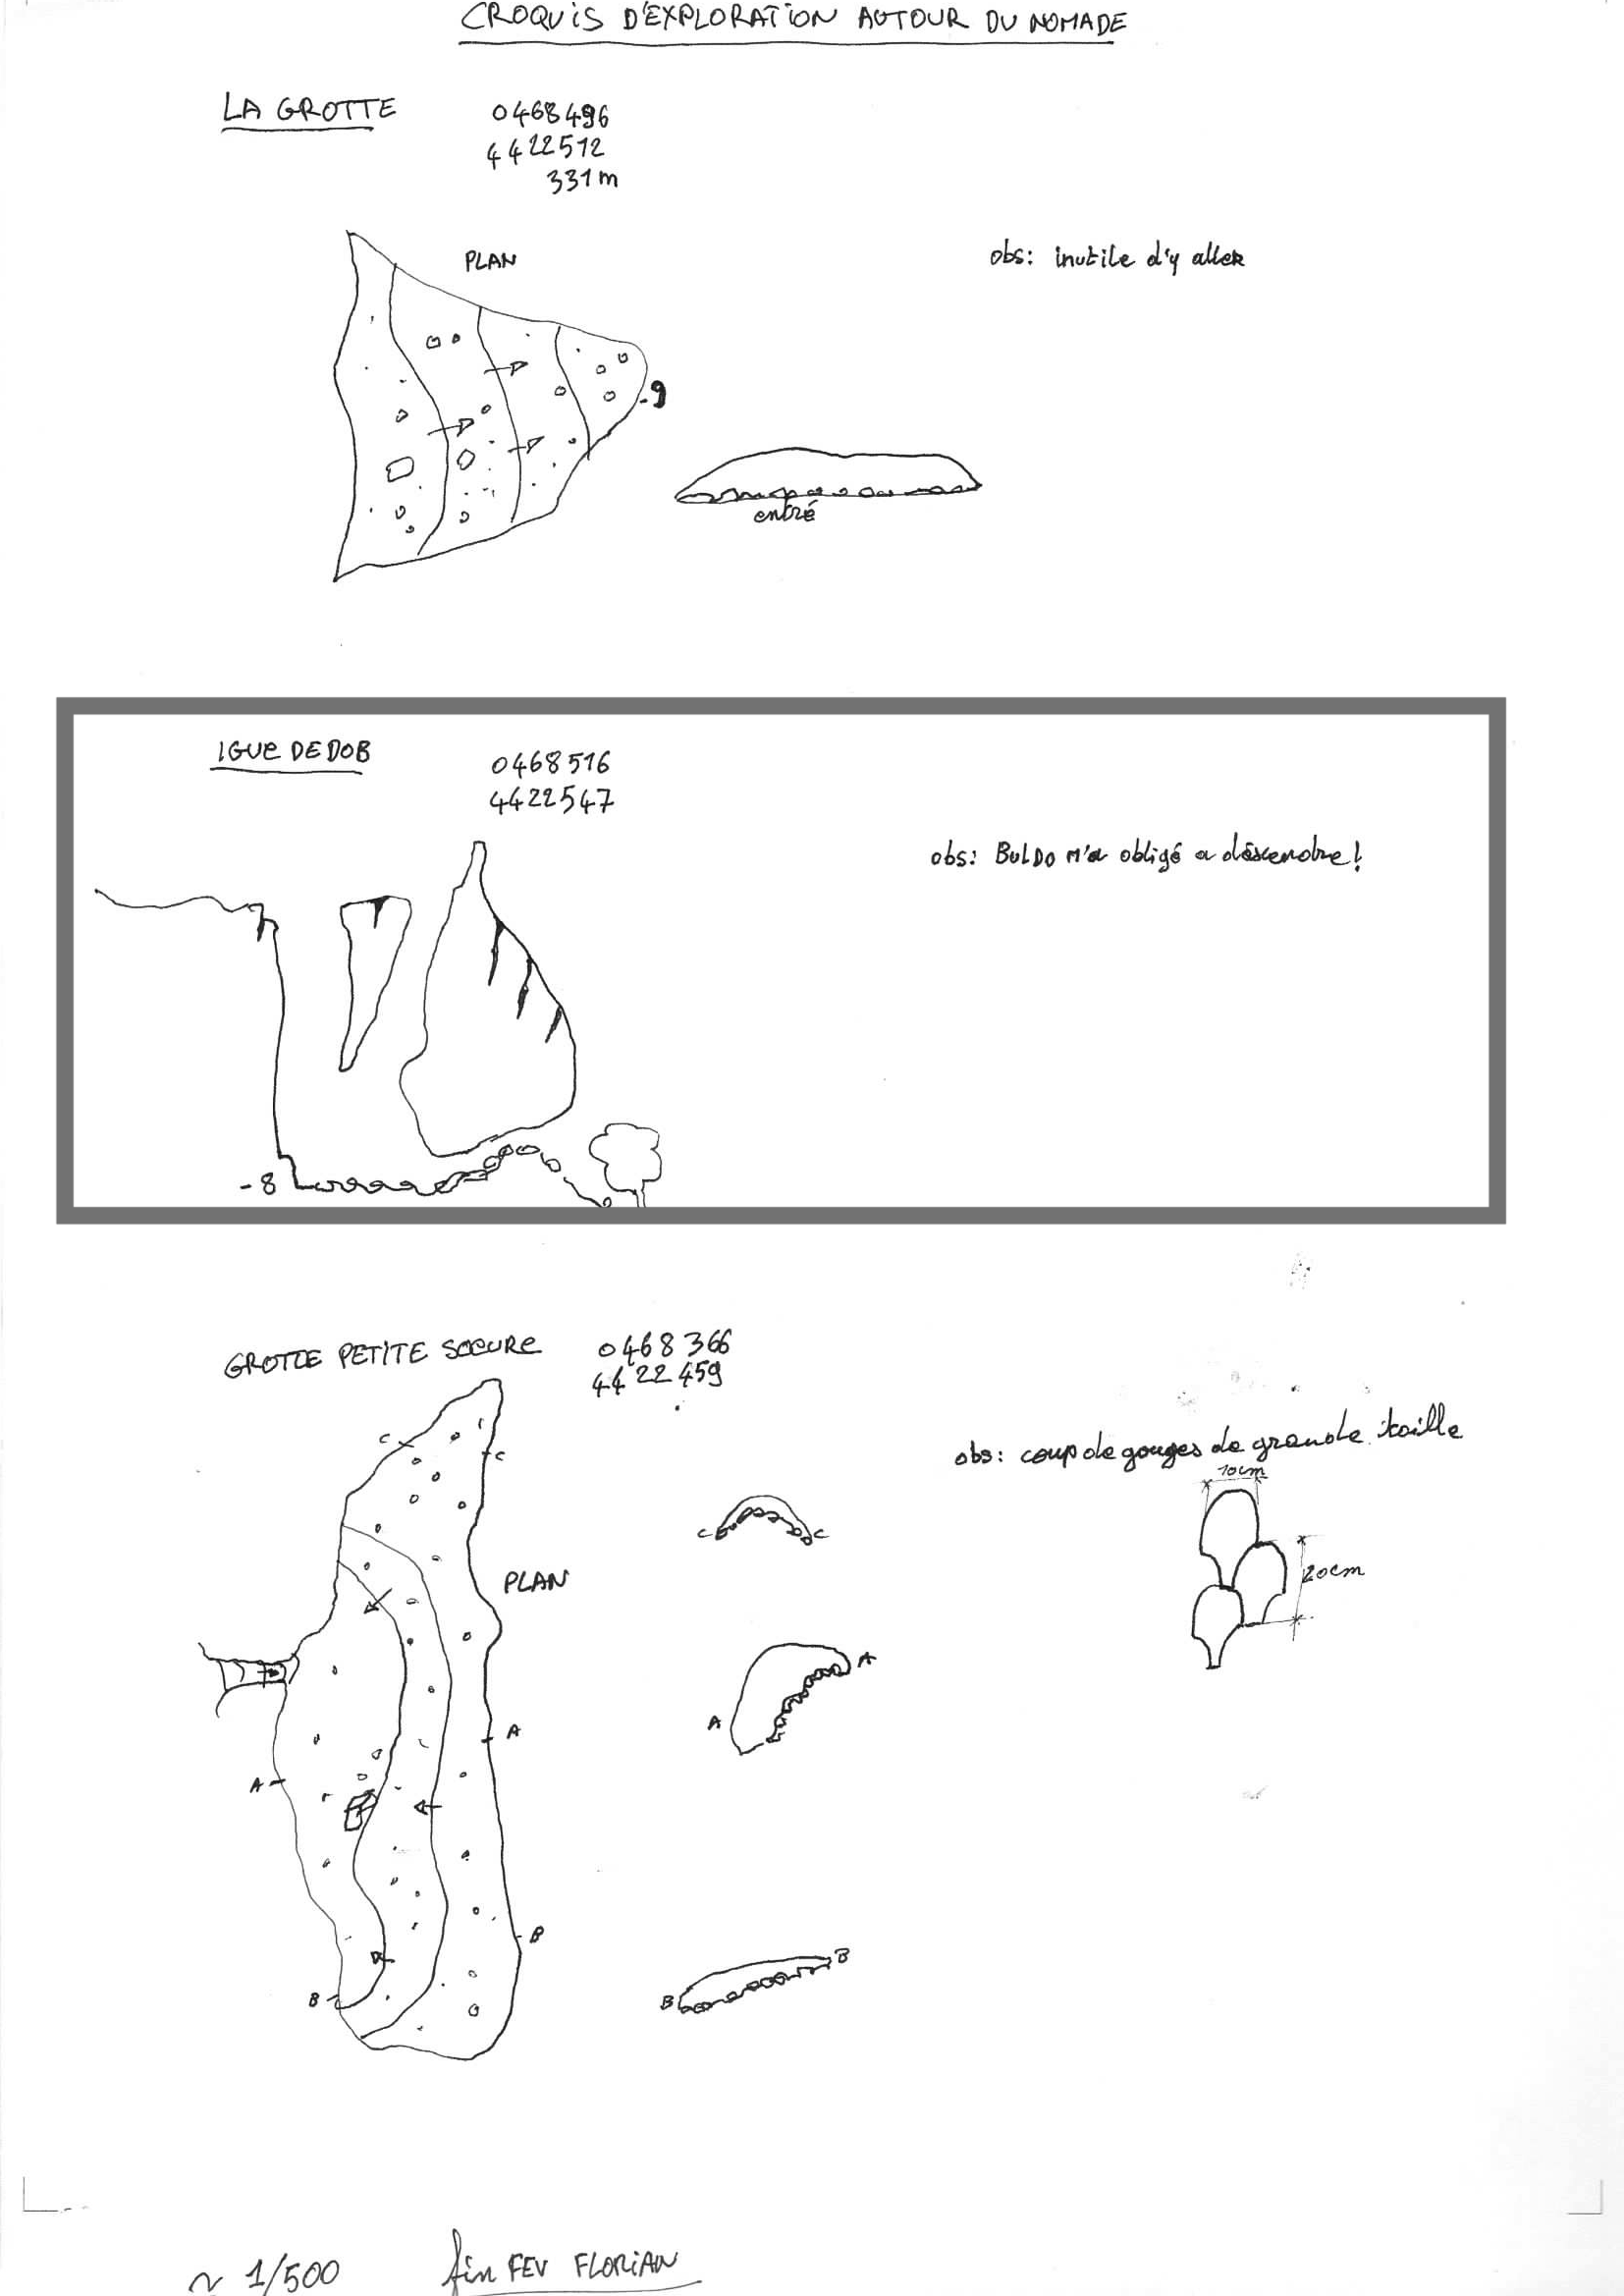 CROQUIS D'EXPLORATION AUTOUR DU NOMADE
LA GROTTE
0468496
4422512
331m
PLAN
obs: inutile d'y aller
-9
entré
IGUE DE DOB
0468516
4422547
obs: BULDO M'a obligé a déscendre!
-8
GROTTE PETITE SOEURE
0468366
4422459
C
C
obs: coup de gouges de grande taille
10cm
C
C
PLAN
20cm
A
A
A
A
B
B
B
B
~ 1/500
fin FEV FLORIAN